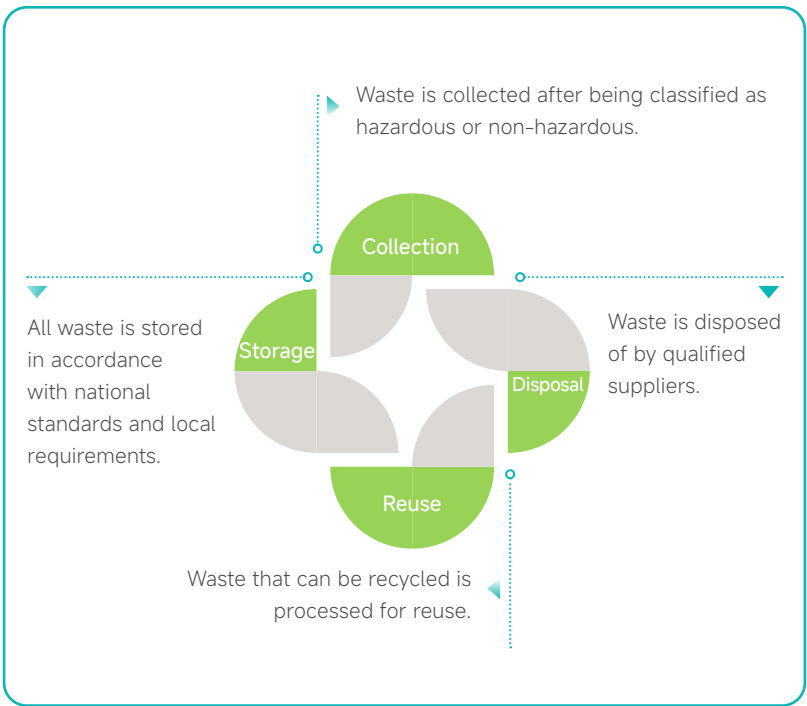 Waste is collected after being classified as
hazardous or non-hazardous.
Collection
All waste is stored
in accordance
with national
standards and local
requirements.
Storage
Waste is disposed
of by qualified
suppliers.
Disposal
Reuse
Waste that can be recycled is
processed for reuse.